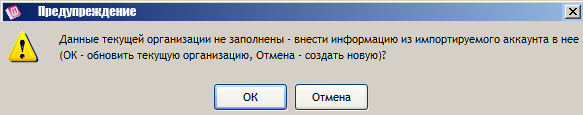 Предупреждение
Данные текущей организации не заполнены - внести информацию из импортируемого аккаунта в нее
(ОК - обновить текущую организацию, Отмена - создать новую)?
ОК
Отмена